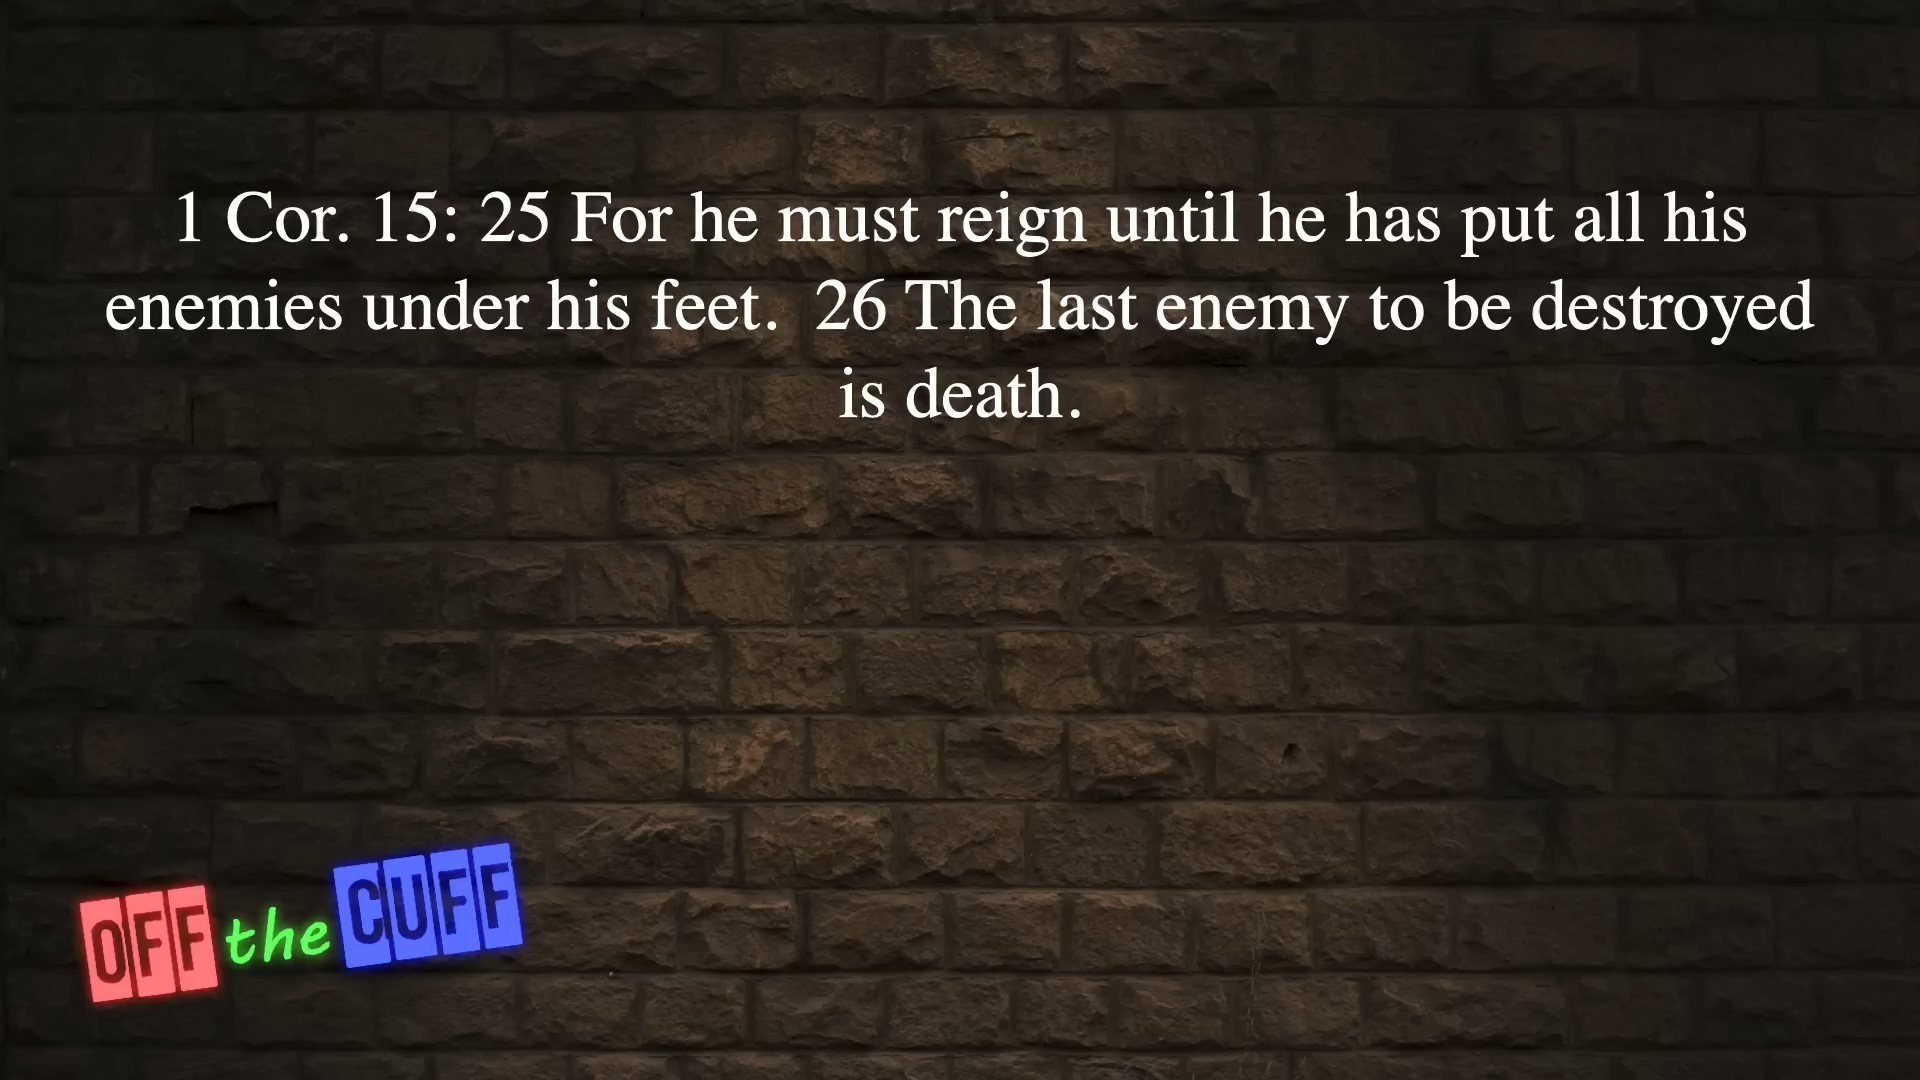 1 Cor. 15: 25 For he must reign until he has put all his
enemies under his feet.  26 The last enemy to be destroyed
is death.
OFF the CUFF